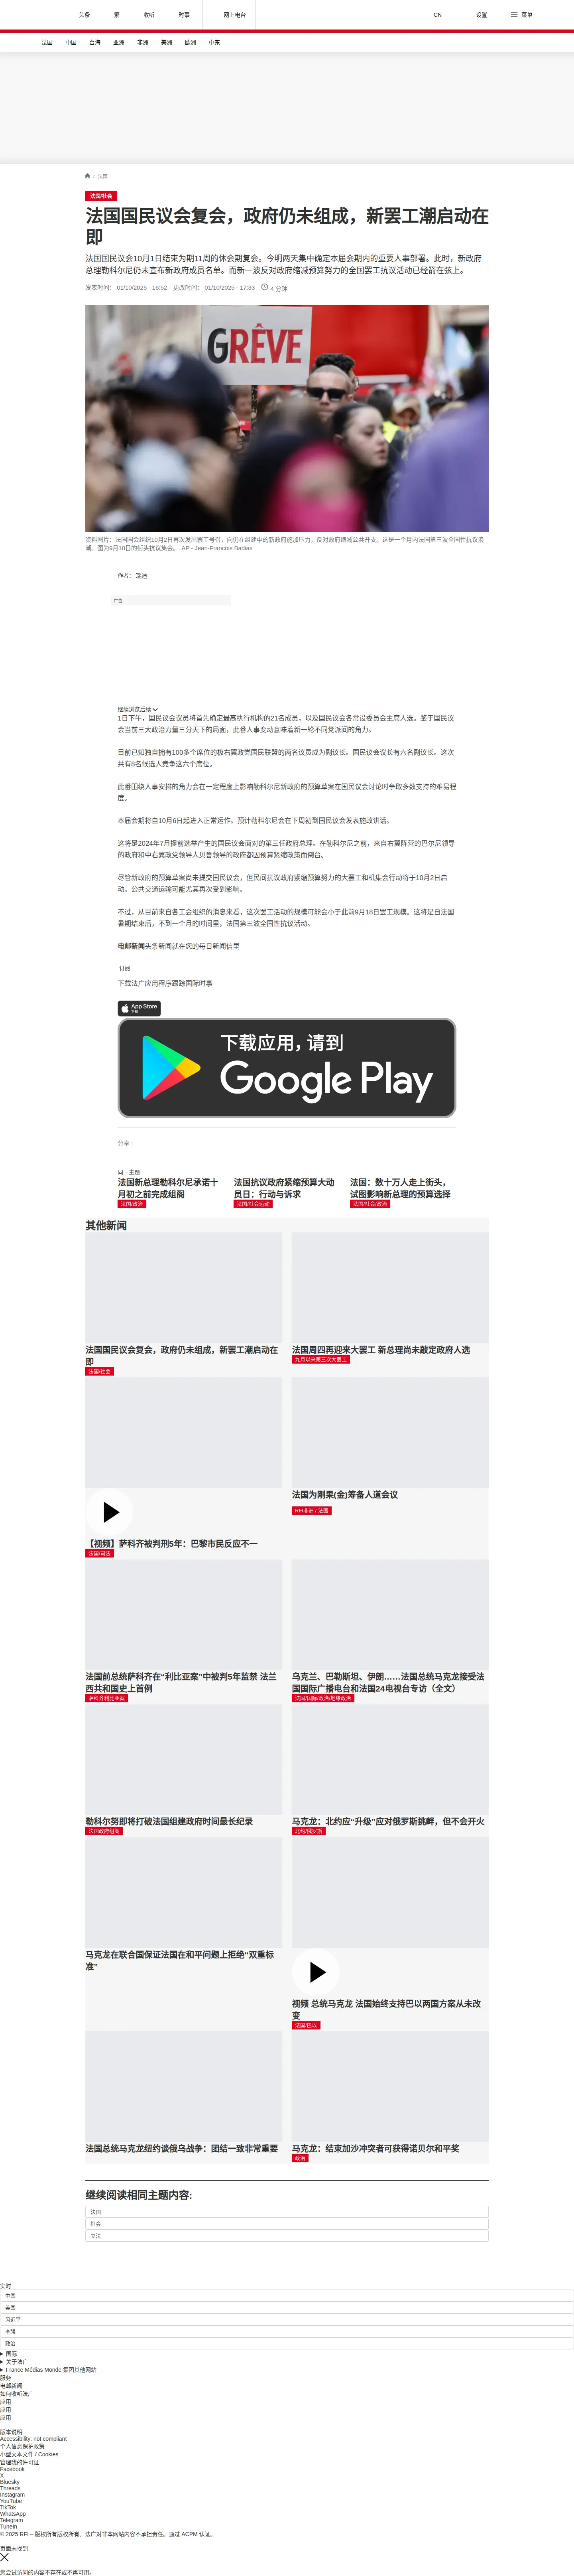 头条
繁
收听
时事
网上电台
CN
设置
菜单
法国
中国
台海
亚洲
非洲
美洲
欧洲
中东
/ 法国
法国/社会
法国国民议会复会，政府仍未组成，新罢工潮启动在
即
法国国民议会10月1日结束为期11周的休会期复会。今明两天集中确定本届会期内的重要人事部署。此时，新政府
总理勒科尔尼仍未宣布新政府成员名单。而新一波反对政府缩减预算努力的全国罢工抗议活动已经箭在弦上。
发表时间： 01/10/2025 - 16:52 更改时间： 01/10/2025 - 17:33 4 分钟
GRÈVE
资料图片：法国国会组织10月2日再次发出罢工号召，向仍在组建中的新政府施加压力，反对政府缩减公共开支。这是一个月内法国第三波全国性抗议浪
潮。图为9月18日的街头抗议集会。 AP - Jean-Francois Badias
作者： 瑞迪
广告
继续浏览后续
1日下午，国民议会议员将首先确定最高执行机构的21名成员，以及国民议会各常设委员会主席人选。鉴于国民议
会当前三大政治力量三分天下的局面，此番人事变动意味着新一轮不同党派间的角力。
目前已知独自拥有100多个席位的极右翼政党国民联盟的两名议员成为副议长。国民议会议长有六名副议长。这次
共有8名候选人竞争这六个席位。
此番围绕人事安排的角力会在一定程度上影响勒科尔尼新政府的预算草案在国民议会讨论时争取多数支持的难易程
度。
本届会期将自10月6日起进入正常运作。预计勒科尔尼会在下周初到国民议会发表施政讲话。
这将是2024年7月提前选举产生的国民议会面对的第三任政府总理。在勒科尔尼之前，来自右翼阵营的巴尔尼领导
的政府和中右翼政党领导人贝鲁领导的政府都因预算紧缩政策而倒台。
尽管新政府的预算草案尚未提交国民议会，但民间抗议政府紧缩预算努力的大罢工和机集会行动将于10月2日启
动。公共交通运输可能尤其再次受到影响。
不过，从目前来自各工会组织的消息来看，这次罢工活动的规模可能会小于此前9月18日罢工规模。这将是自法国
暑期结束后，不到一个月的时间里，法国第三波全国性抗议活动。
电邮新闻头条新闻就在您的每日新闻信里
订阅
下载法广应用程序跟踪国际时事
App Store
下载
下载应用，请到
Google Play
分享 :
同一主题
法国新总理勒科尔尼承诺十
月初之前完成组阁
法国/政治
法国抗议政府紧缩预算大动
员日：行动与诉求
法国/社会运动
法国：数十万人走上街头，
试图影响新总理的预算选择
法国/社会/政治
其他新闻
法国国民议会复会，政府仍未组成，新罢工潮启动在
即
法国/社会
法国周四再迎来大罢工 新总理尚未敲定政府人选
九月以来第三次大罢工
【视频】萨科齐被判刑5年：巴黎市民反应不一
法国/司法
法国为刚果(金)筹备人道会议
RFI非洲 / 法国
法国前总统萨科齐在“利比亚案”中被判5年监禁 法兰
西共和国史上首例
萨科齐利比亚案
乌克兰、巴勒斯坦、伊朗……法国总统马克龙接受法
国国际广播电台和法国24电视台专访（全文）
法国/国际/政治/地缘政治
勒科尔努即将打破法国组建政府时间最长纪录
法国政府组阁
马克龙：北约应“升级”应对俄罗斯挑衅，但不会开火
北约/俄罗斯
马克龙在联合国保证法国在和平问题上拒绝“双重标
准”
视频 总统马克龙 法国始终支持巴以两国方案从未改
变
法国/巴以
法国总统马克龙纽约谈俄乌战争：团结一致非常重要
马克龙：结束加沙冲突者可获得诺贝尔和平奖
政治
继续阅读相同主题内容:
法国
社会
立法
实时
中国
美国
习近平
李强
政治
国际
关于法广
France Médias Monde 集团其他网站
服务
电邮新闻
如何收听法广
应用
应用
应用
版本说明
Accessibility: not compliant
个人信息保护政策
小型文本文件 / Cookies
管理我的许可证
Facebook
X
Bluesky
Threads
Instagram
YouTube
TikTok
WhatsApp
Telegram
TuneIn
© 2025 RFI – 版权所有版权所有。法广对非本网站内容不承担责任。通过 ACPM 认证。
页面未找到
您尝试访问的内容不存在或不再可用。